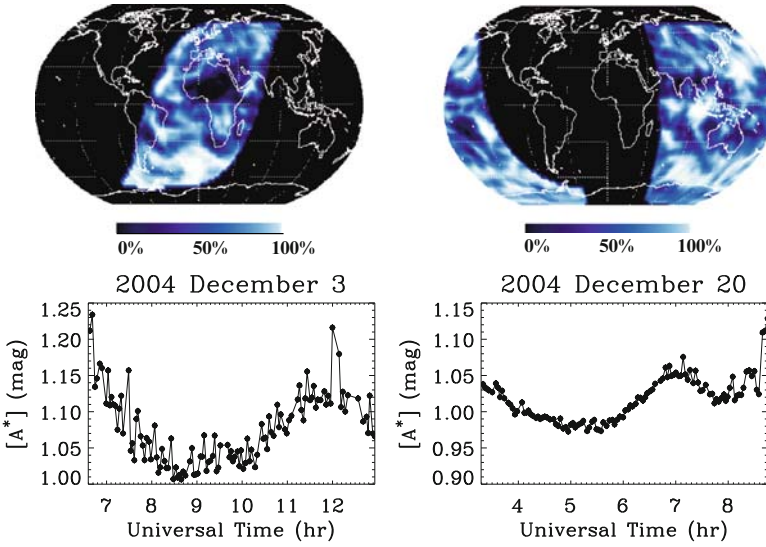 0% 50% 100%
0% 50% 100%
2004 December 3
2004 December 20
[A*] (mag)
1.25
1.20
1.15
1.10
1.05
1.00
7 8 9 10 11 12
Universal Time (hr)
[A*] (mag)
1.15
1.10
1.05
1.00
0.95
0.90
4 5 6 7 8
Universal Time (hr)